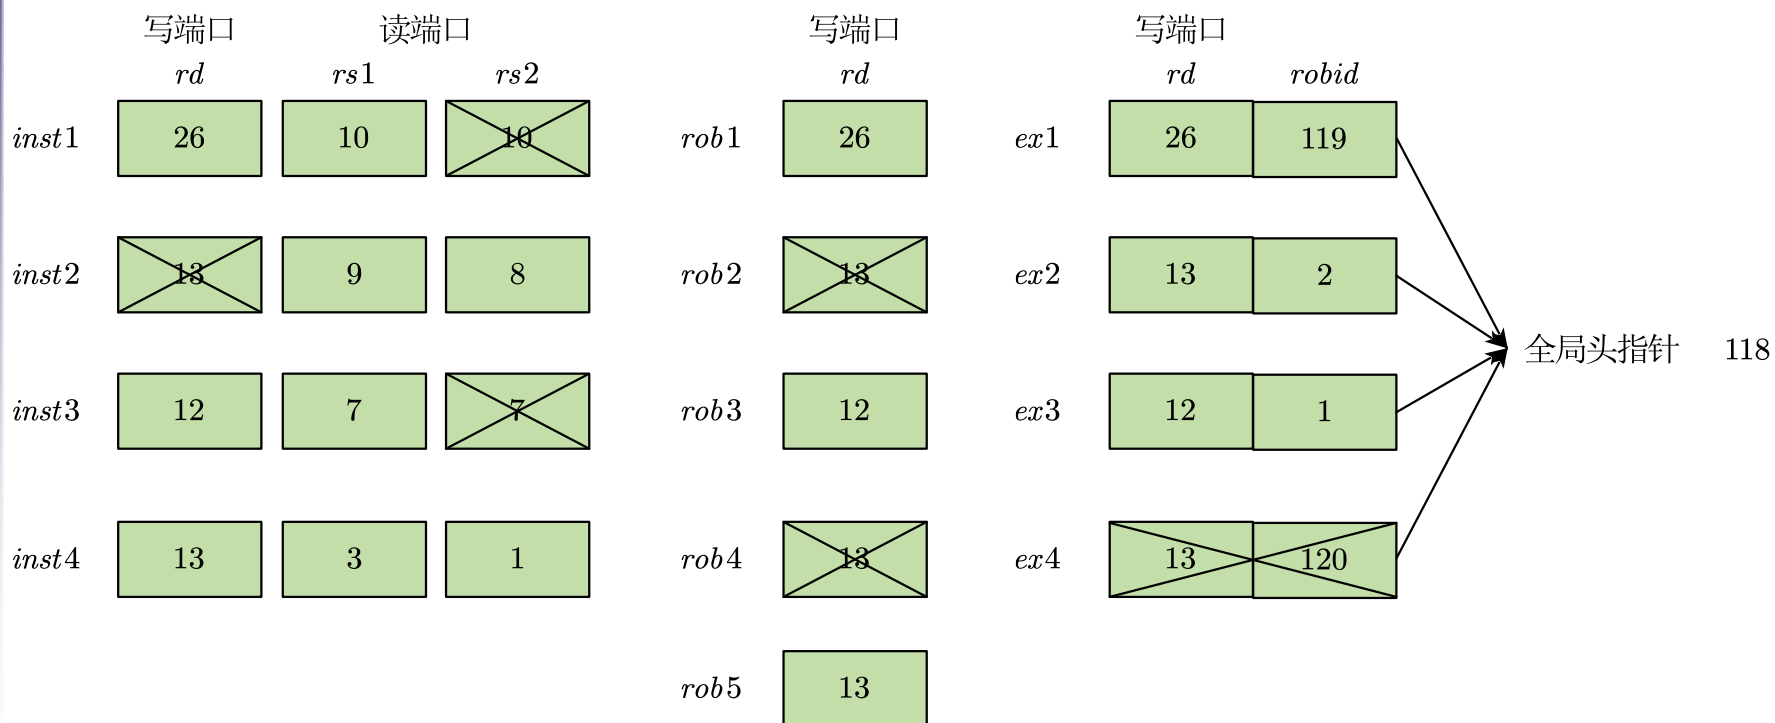 写端口 读端口 写端口 写端口
rd rs1 rs2 rd rd robid
inst1 26 10 10 rob1 26 ex1 26 119
inst2 13 9 8 rob2 13 ex2 13 2
全局头指针 118
inst3 12 7 7 rob3 12 ex3 12 1
inst4 13 3 1 rob4 13 ex4 13 120
rob5 13